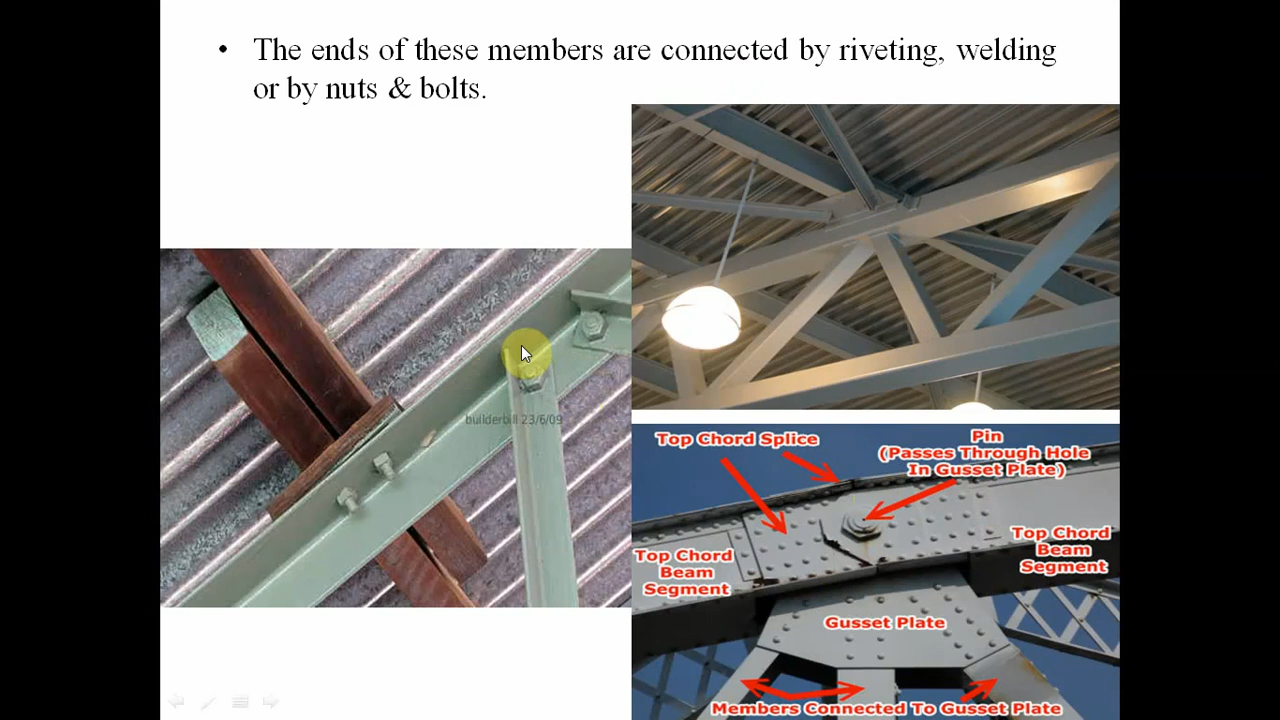 • The ends of these members are connected by riveting, welding
or by nuts & bolts.
builderbill 23/6/09
Top Chord Splice
Pin
(Passes Through Hole
In Gusset Plate)
Top Chord
Beam
Segment
Top Chord
Beam
Segment
Gusset Plate
Members Connected To Gusset Plate